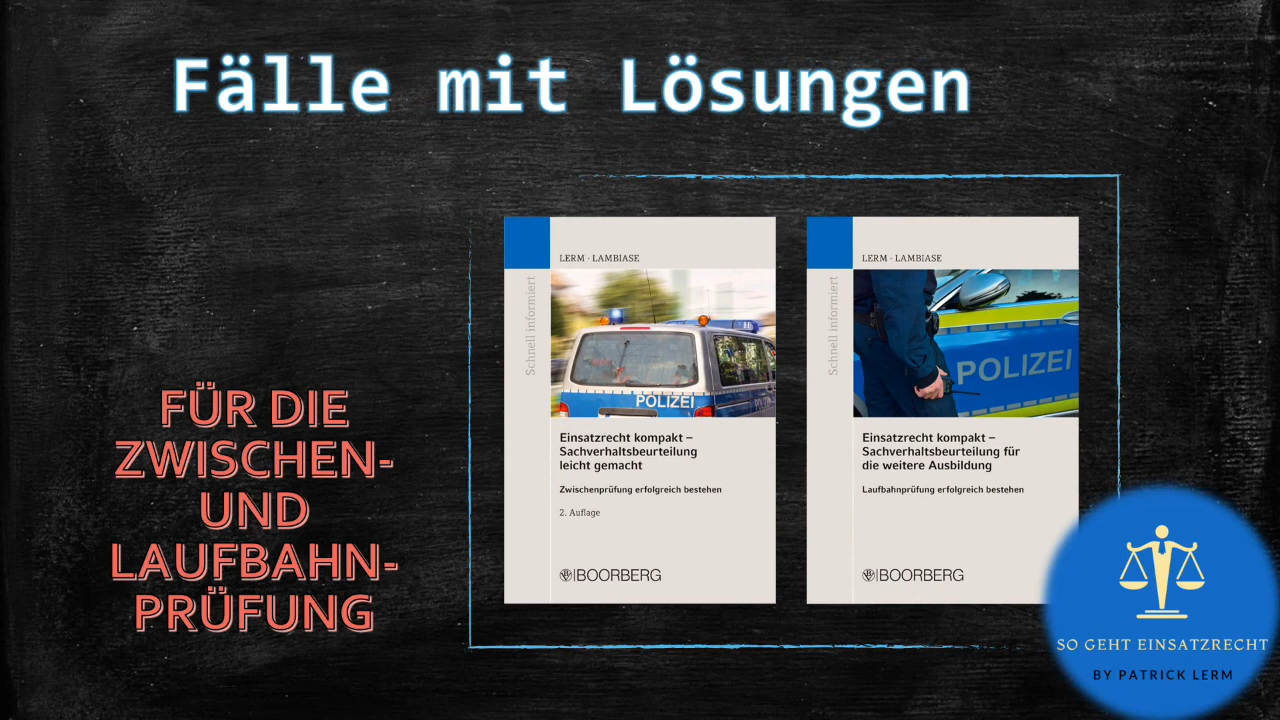 Fälle mit Lösungen
FÜR DIE
ZWISCHEN-
UND
LAUFBAHN-
PRÜFUNG
LERM · LAMBIASE
Schnell informiert
POLIZEI
POLIZEI
Einsatzrecht kompakt –
Sachverhaltsbeurteilung
leicht gemacht
Zwischenprüfung erfolgreich bestehen
2. Auflage
BOORBERG
LERM · LAMBIASE
Schnell informiert
POLIZEI
Einsatzrecht kompakt –
Sachverhaltsbeurteilung für
die weitere Ausbildung
Laufbahnprüfung erfolgreich bestehen
BOORBERG
SO GEHT EINSATZRECHT
BY PATRICK LERM